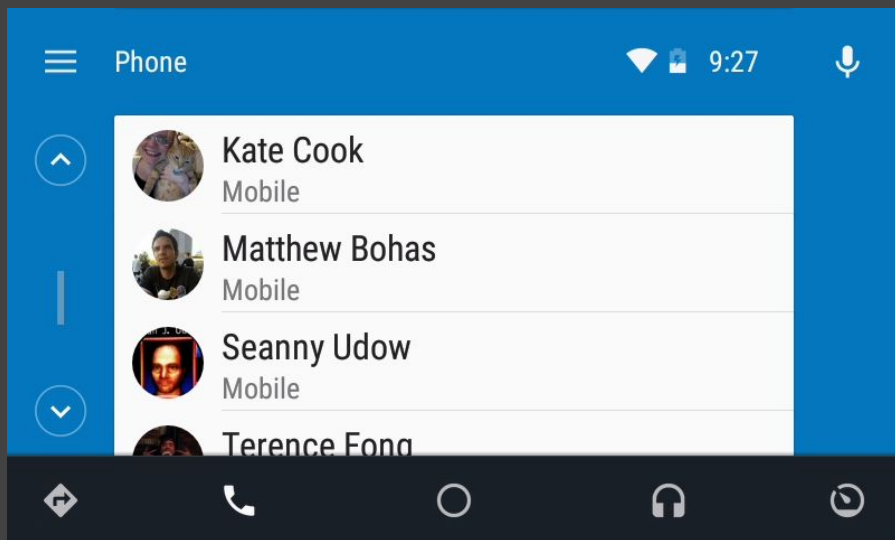 Phone
9:27
Kate Cook
Mobile
Matthew Bohas
Mobile
Seanny Udow
Mobile
Terence Fong